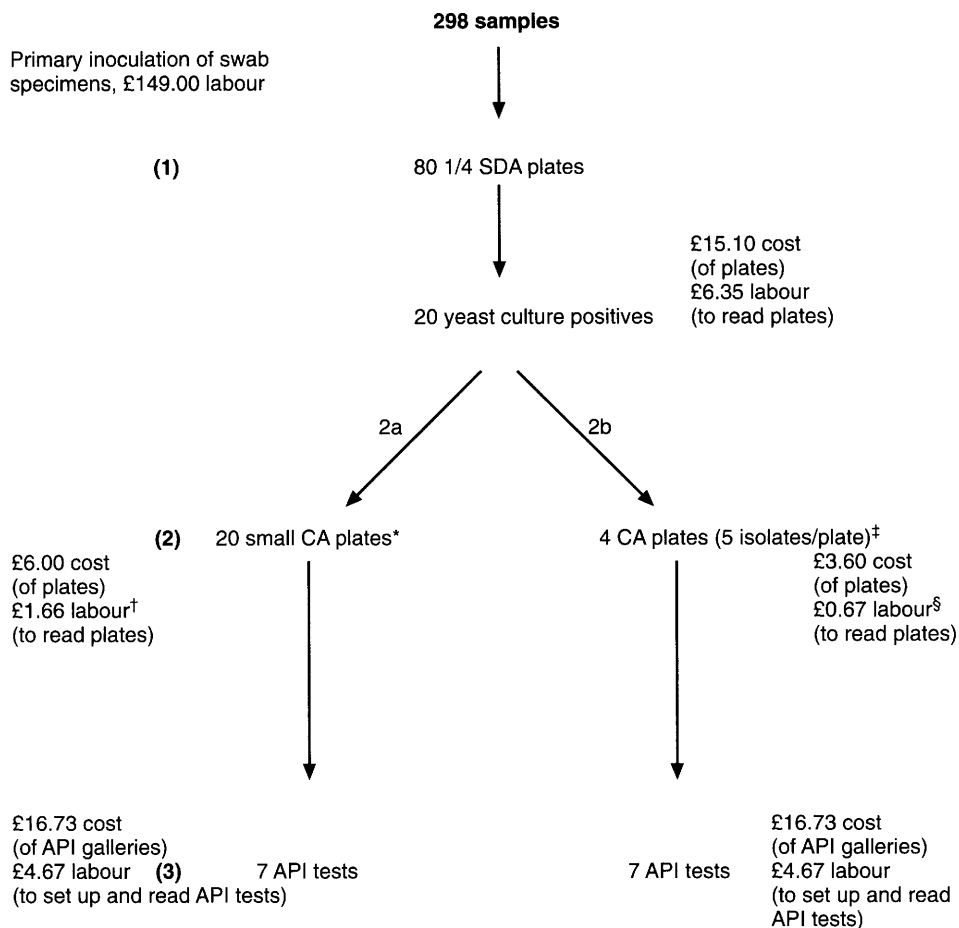 298 samples
Primary inoculation of swab
specimens, £149.00 labour
(1)
80 1/4 SDA plates
£15.10 cost
(of plates)
£6.35 labour
(to read plates)
20 yeast culture positives
2a
2b
(2)
20 small CA plates*
£6.00 cost
(of plates)
£1.66 labour†
(to read plates)
4 CA plates (5 isolates/plate)‡
£3.60 cost
(of plates)
£0.67 labour§
(to read plates)
£16.73 cost
(of API galleries)
£4.67 labour
(to set up and read API tests)
(3)
7 API tests
7 API tests
£16.73 cost
(of API galleries)
£4.67 labour
(to set up and read
API tests)